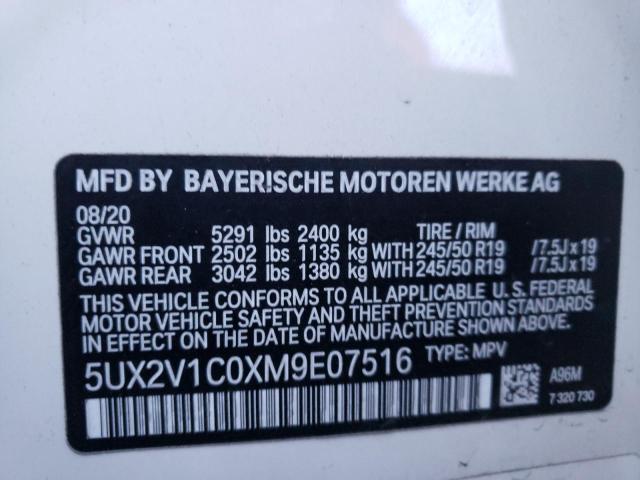 MFD BY BAYERISCHE MOTOREN WERKE AG
08/20
GVWR 5291 lbs 2400 kg TIRE / RIM
GAWR FRONT 2502 lbs 1135 kg WITH 245/50 R19 /7.5J x 19
GAWR REAR 3042 lbs 1380 kg WITH 245/50 R19 /7.5J x 19
THIS VEHICLE CONFORMS TO ALL APPLICABLE U. S. FEDERAL
MOTOR VEHICLE SAFETY AND THEFT PREVENTION STANDARDS
IN EFFECT ON THE DATE OF MANUFACTURE SHOWN ABOVE.
5UX2V1C0XM9E07516 TYPE: MPV
A96M
7 320 730